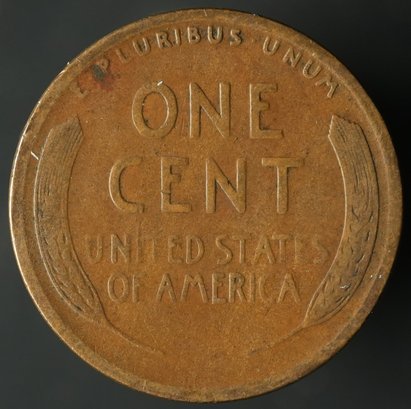 E·PLURIBUS·UNUM
ONE
CENT
UNITED STATES
OF AMERICA